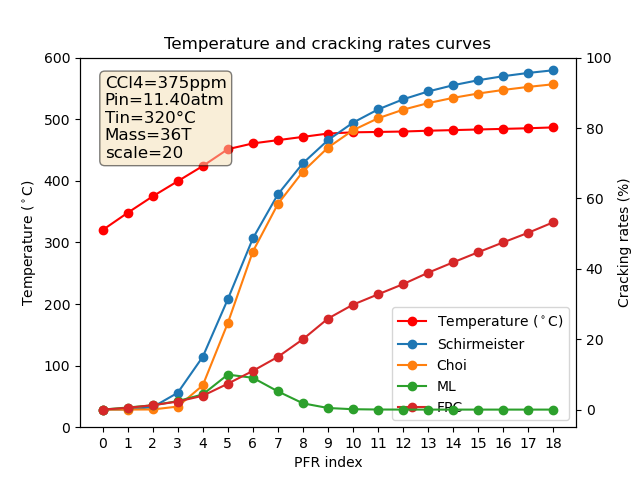 Temperature and cracking rates curves
CCl4=375ppm
Pin=11.40atm
Tin=320°C
Mass=36T
scale=20
Temperature (°C)
600
500
400
300
200
100
0
Cracking rates (%)
100
80
60
40
20
0
Temperature (°C)
Schirmeister
Choi
ML
FPC
0 1 2 3 4 5 6 7 8 9 10 11 12 13 14 15 16 17 18
PFR index